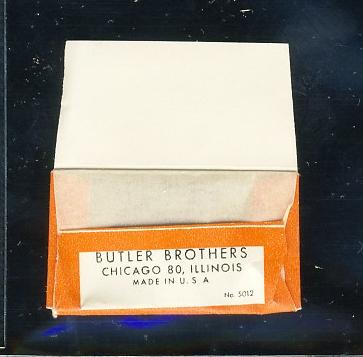 BUTLER BROTHERS
CHICAGO 80, ILLINOIS
MADE IN U. S. A
No. 5012